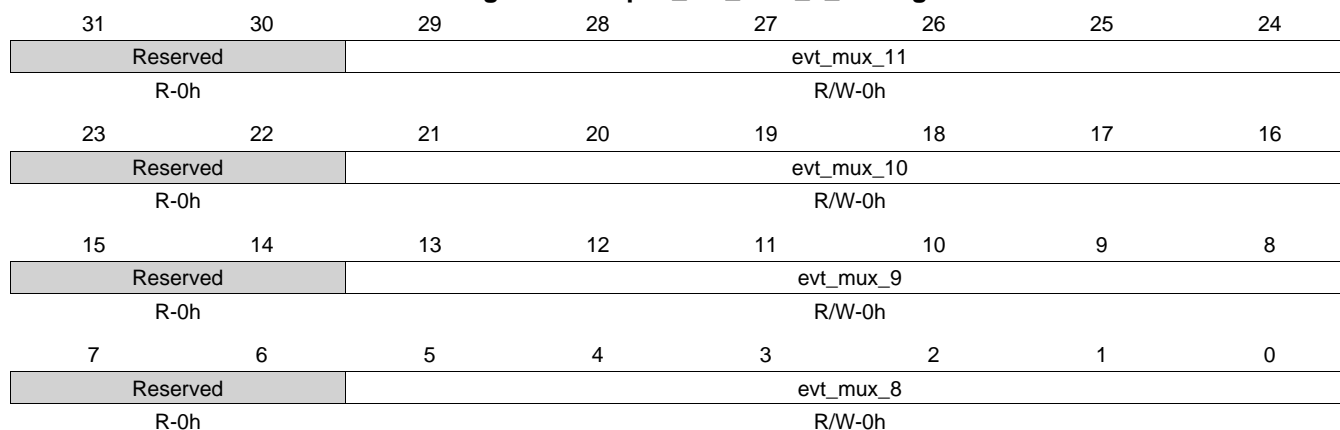 31 30 29 28 27 26 25 24
Reserved evt_mux_11
R-0h R/W-0h
23 22 21 20 19 18 17 16
Reserved evt_mux_10
R-0h R/W-0h
15 14 13 12 11 10 9 8
Reserved evt_mux_9
R-0h R/W-0h
7 6 5 4 3 2 1 0
Reserved evt_mux_8
R-0h R/W-0h